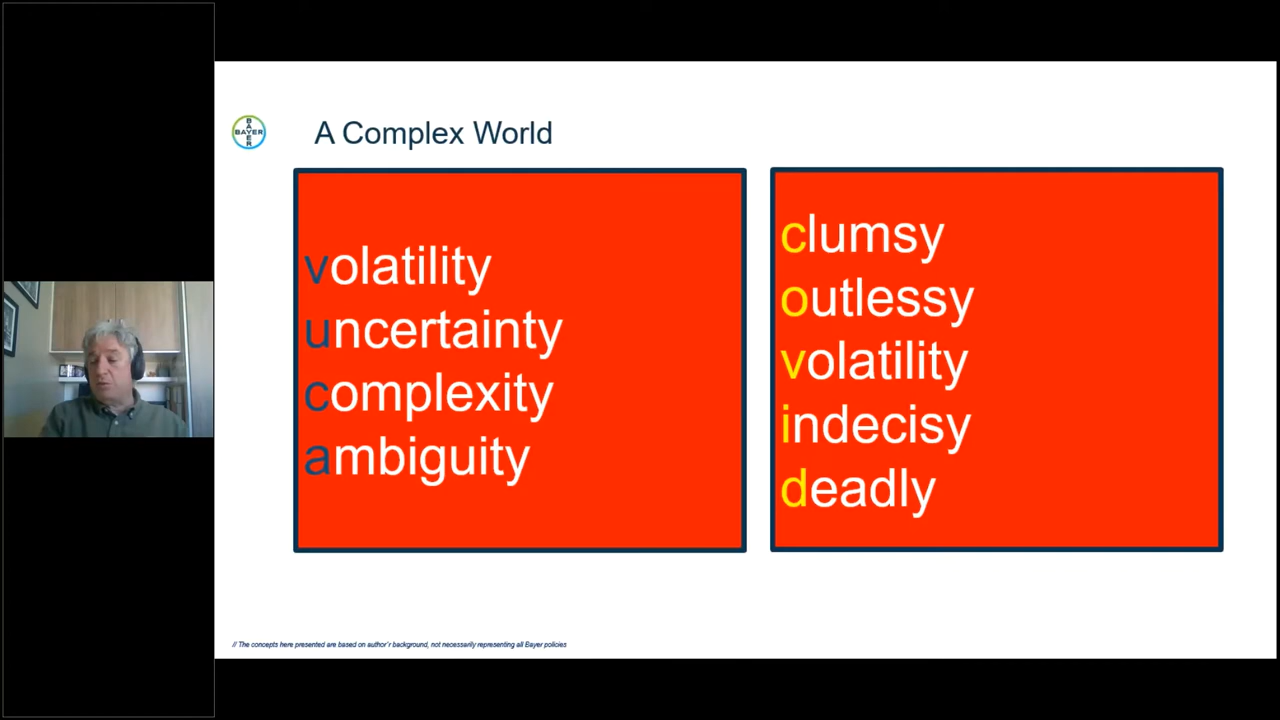 BAYER
BAYER
A Complex World
volatility
uncertainty
complexity
ambiguity
clumsy
outlessy
volatility
indecisy
deadly
// The concepts here presented are based on author's background, not necessarily representing all Bayer policies